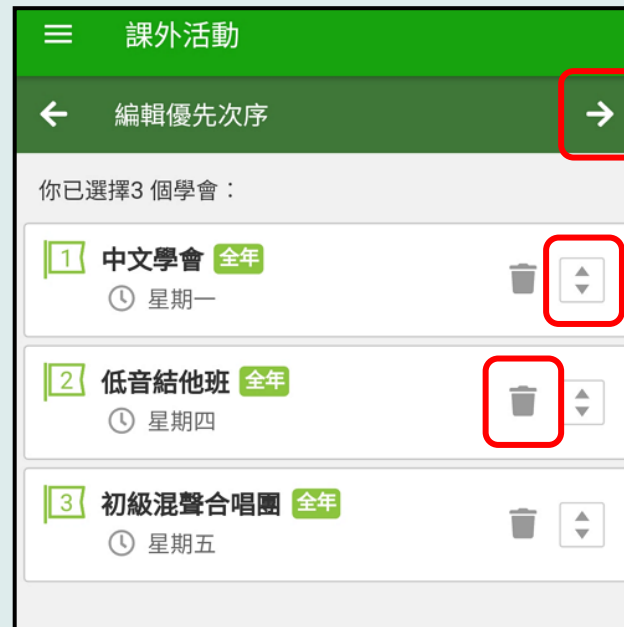 課外活動
編輯優先次序
你已選擇3 個學會：
1 中文學會 全年
星期一
2 低音結他班 全年
星期四
3 初級混聲合唱團 全年
星期五